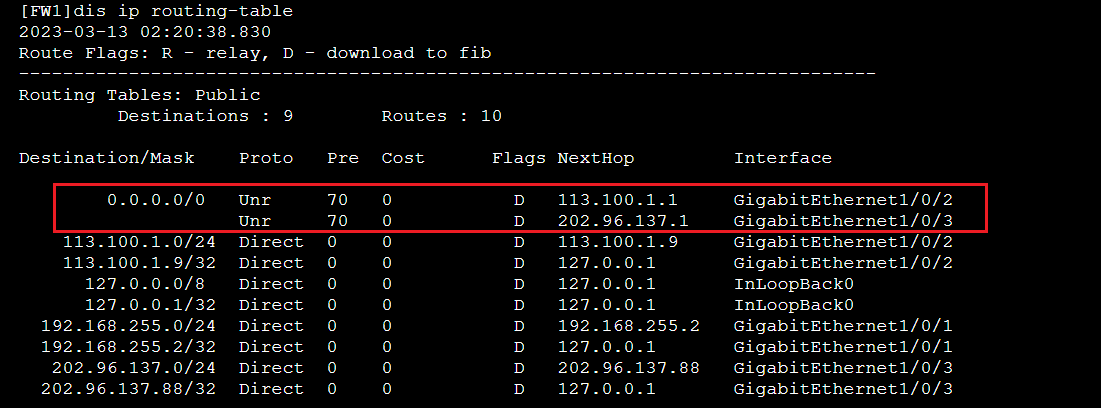 [FW1]dis ip routing-table
2023-03-13 02:20:38.830
Route Flags: R - relay, D - download to fib
------------------------------------------------------------------------------
Routing Tables: Public
         Destinations : 9        Routes : 10
Destination/Mask    Proto   Pre  Cost      Flags NextHop         Interface
        0.0.0.0/0   Unr     70   0           D   113.100.1.1     GigabitEthernet1/0/2
                    Unr     70   0           D   202.96.137.1    GigabitEthernet1/0/3
    113.100.1.0/24  Direct  0    0           D   113.100.1.9     GigabitEthernet1/0/2
    113.100.1.9/32  Direct  0    0           D   127.0.0.1       GigabitEthernet1/0/2
      127.0.0.0/8   Direct  0    0           D   127.0.0.1       InLoopBack0
      127.0.0.1/32  Direct  0    0           D   127.0.0.1       InLoopBack0
  192.168.255.0/24  Direct  0    0           D   192.168.255.2   GigabitEthernet1/0/1
  192.168.255.2/32  Direct  0    0           D   127.0.0.1       GigabitEthernet1/0/1
   202.96.137.0/24  Direct  0    0           D   202.96.137.88   GigabitEthernet1/0/3
  202.96.137.88/32  Direct  0    0           D   127.0.0.1       GigabitEthernet1/0/3